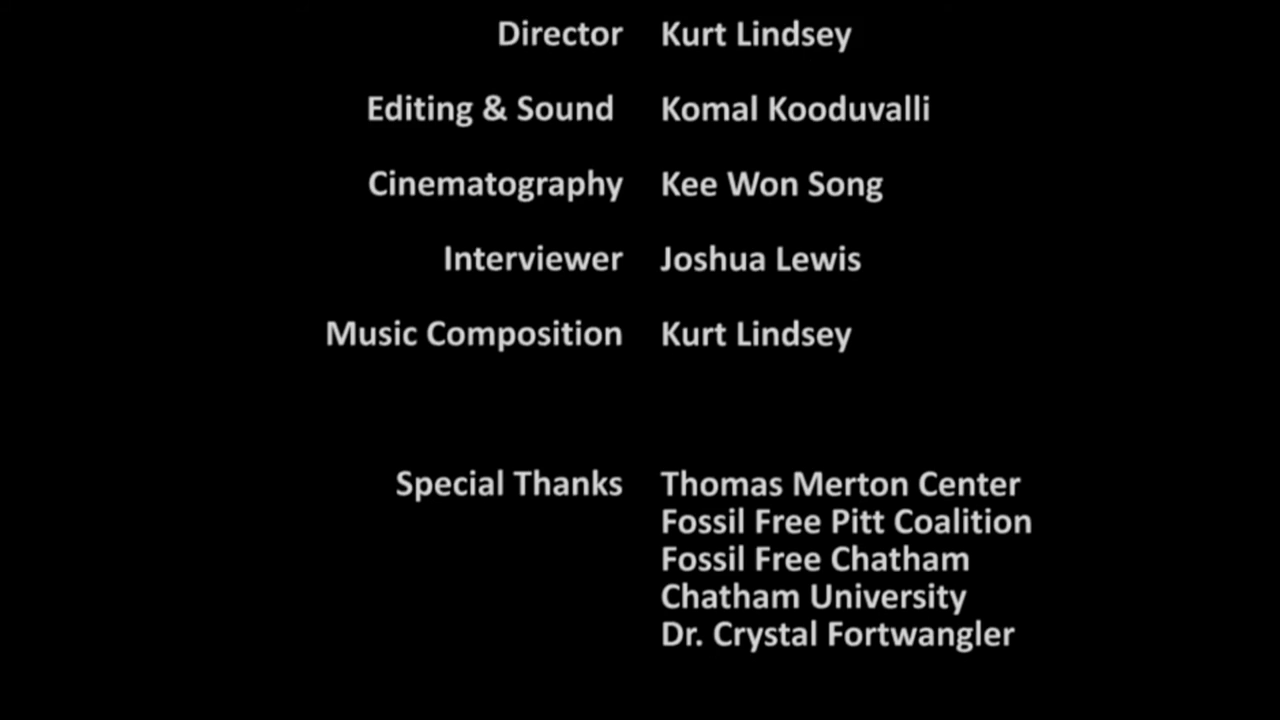 Director Kurt Lindsey
Editing & Sound Komal Kooduvalli
Cinematography Kee Won Song
Interviewer Joshua Lewis
Music Composition Kurt Lindsey
Special Thanks Thomas Merton Center
Fossil Free Pitt Coalition
Fossil Free Chatham
Chatham University
Dr. Crystal Fortwangler